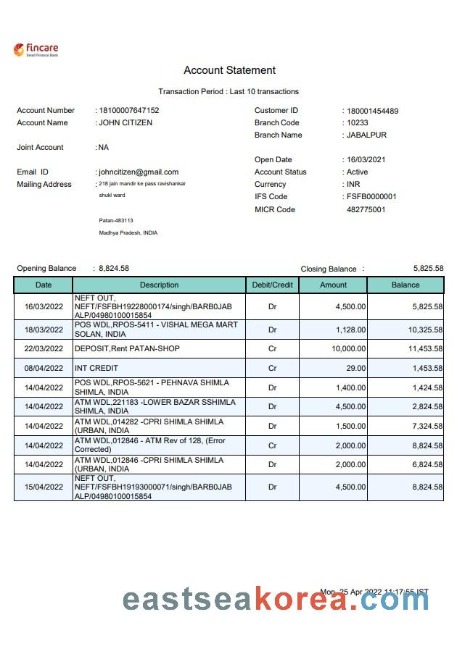 fincare
Small Finance Bank
Account Statement
Transaction Period : Last 10 transactions
Account Number : 18100007647152 Customer ID : 180001454489
Account Name : JOHN CITIZEN Branch Code : 10233
Branch Name : JABALPUR
Joint Account : NA
Open Date : 16/03/2021
Email ID : johncitizen@gmail.com Account Status : Active
Mailing Address : 218 jain mandir ke pass ravishankar Currency : INR
shukl ward IFS Code : FSFB0000001
MICR Code 482775001
Patan-483113
Madhya Pradesh, INDIA
Opening Balance : 8,824.58 Closing Balance : 5,825.58
Date Description Debit/Credit Amount Balance
NEFT OUT,
16/03/2022 NEFT/FSFBH19228000174/singh/BARB0JAB Dr 4,500.00 5,825.58
ALP/04980100015854
18/03/2022 POS WDL,RPOS-5411 - VISHAL MEGA MART Dr 1,128.00 10,325.58
SOLAN, INDIA
22/03/2022 DEPOSIT,Rent PATAN-SHOP Cr 10,000.00 11,453.58
08/04/2022 INT CREDIT Cr 29.00 1,453.58
14/04/2022 POS WDL,RPOS-5621 - PEHNAVA SHIMLA Dr 1,400.00 1,424.58
SHIMLA, INDIA
14/04/2022 ATM WDL,221183 -LOWER BAZAR SSHIMLA Dr 4,500.00 2,824.58
SHIMLA, INDIA
14/04/2022 ATM WDL,014282 -CPRI SHIMLA SHIMLA Dr 1,500.00 7,324.58
(URBAN, INDIA
14/04/2022 ATM WDL,012846 - ATM Rev of 128, (Error Cr 2,000.00 8,824.58
Corrected)
14/04/2022 ATM WDL,012846 -CPRI SHIMLA SHIMLA Dr 2,000.00 6,824.58
(URBAN, INDIA
NEFT OUT,
15/04/2022 NEFT/FSFBH19193000071/singh/BARB0JAB Dr 4,500.00 8,824.58
ALP/04980100015854
Mon, 25 Apr 2022 11:17:55 IST
eastseakorea.com